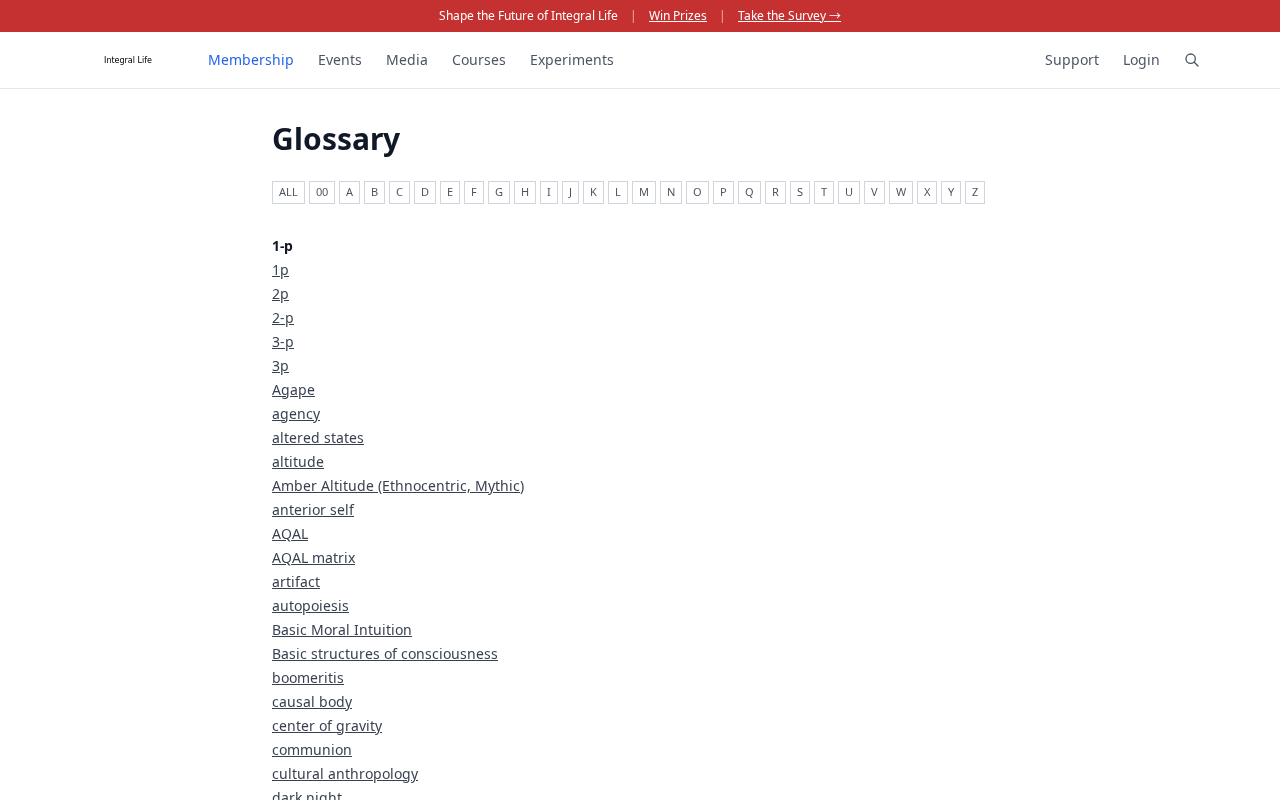 Shape the Future of Integral Life | Win Prizes | Take the Survey →
Integral Life Membership Events Media Courses Experiments Support Login
Glossary
ALL 00 A B C D E F G H I J K L M N O P Q R S T U V W X Y Z
1-p
1p
2p
2-p
3-p
3p
Agape
agency
altered states
altitude
Amber Altitude (Ethnocentric, Mythic)
anterior self
AQAL
AQAL matrix
artifact
autopoiesis
Basic Moral Intuition
Basic structures of consciousness
boomeritis
causal body
center of gravity
communion
cultural anthropology
dark night